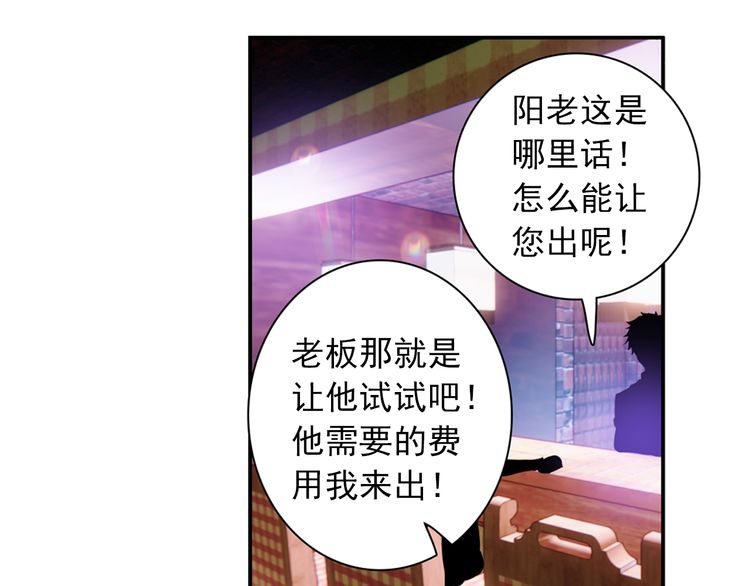 老板那就是
让他试试吧！
他需要的费
用我来出！
阳老这是
哪里话！
怎么能让
您出呢！